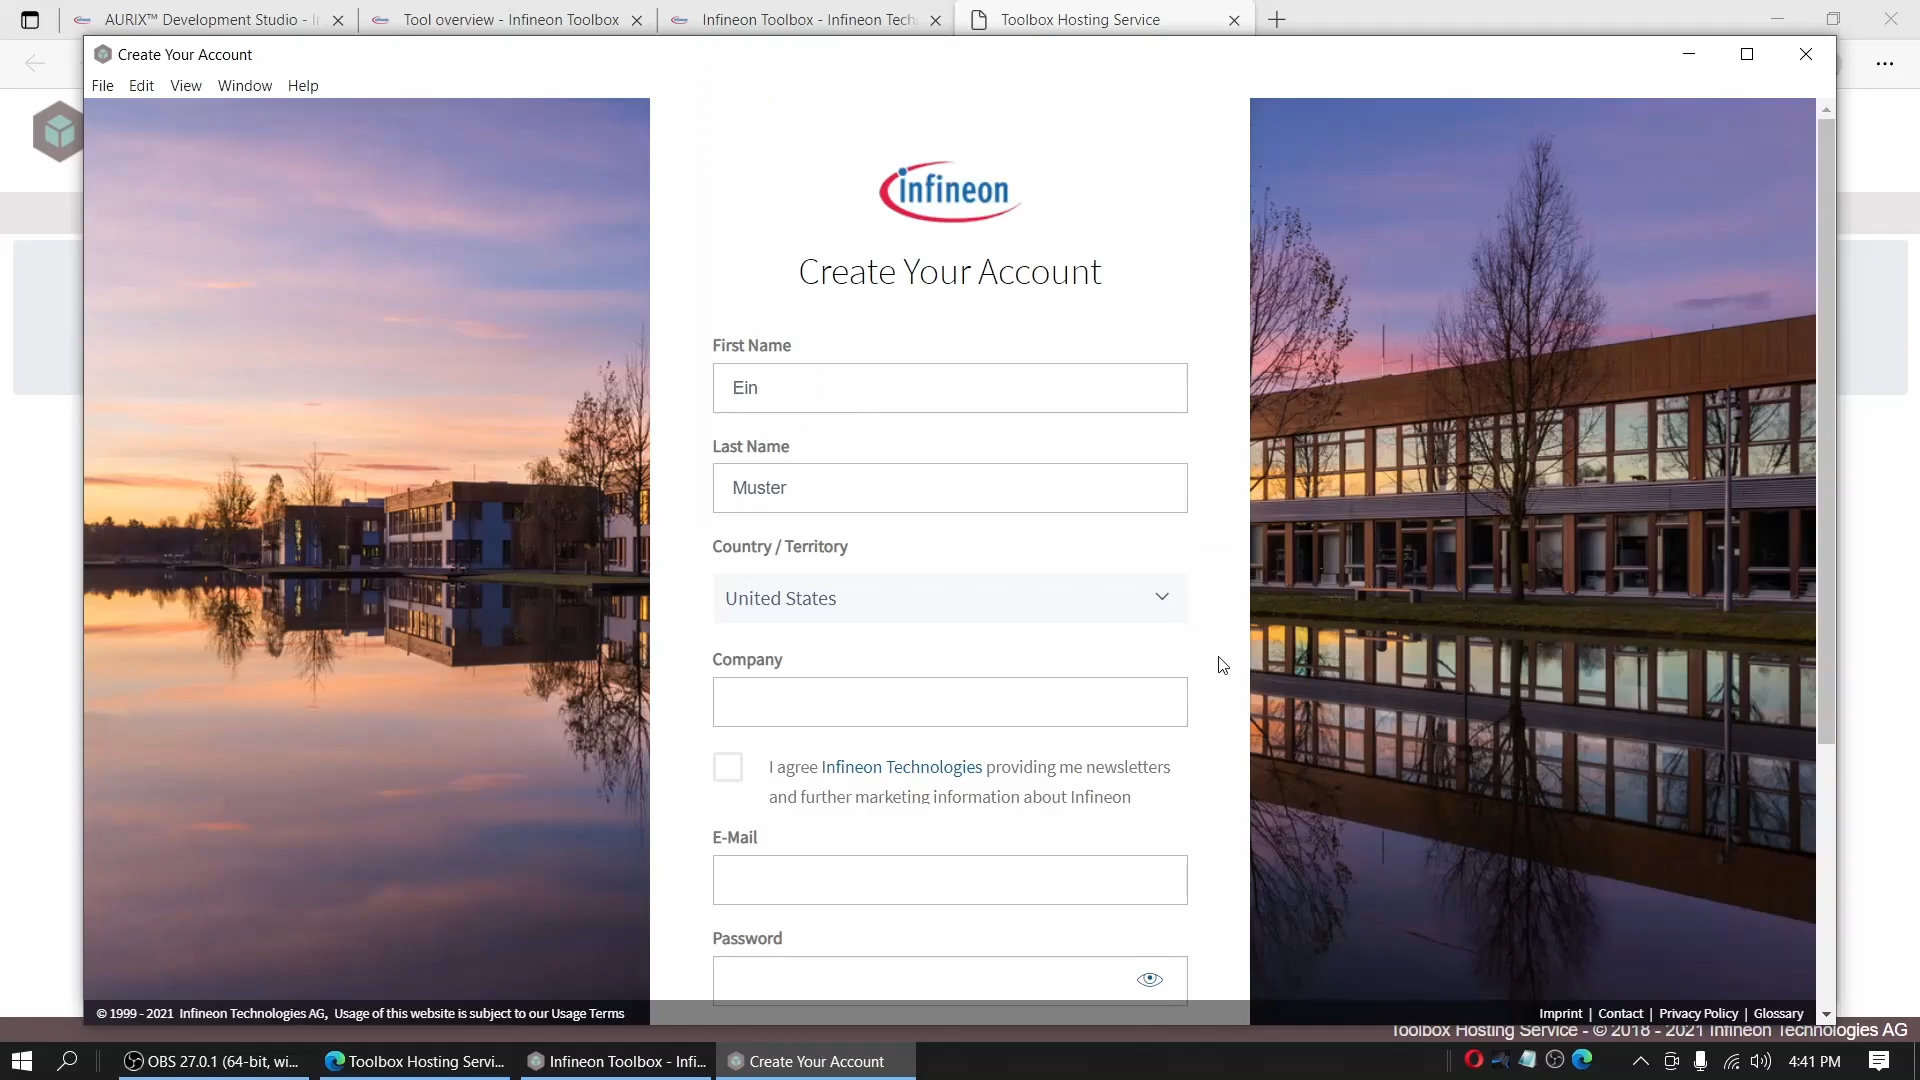 AURIX™ Development Studio - I
Tool overview - Infineon Toolbox
Infineon Toolbox - Infineon Tech
Toolbox Hosting Service
Create Your Account
File Edit View Window Help
infineon
Create Your Account
First Name
Ein
Last Name
Muster
Country / Territory
United States
Company
I agree Infineon Technologies providing me newsletters
and further marketing information about Infineon
E-Mail
Password
© 1999 - 2021 Infineon Technologies AG, Usage of this website is subject to our Usage Terms
Imprint | Contact | Privacy Policy | Glossary
Toolbox Hosting Service - © 2018 - 2021 Infineon Technologies AG
OBS 27.0.1 (64-bit, wi...
Toolbox Hosting Servi...
Infineon Toolbox - Infi...
Create Your Account
4:41 PM